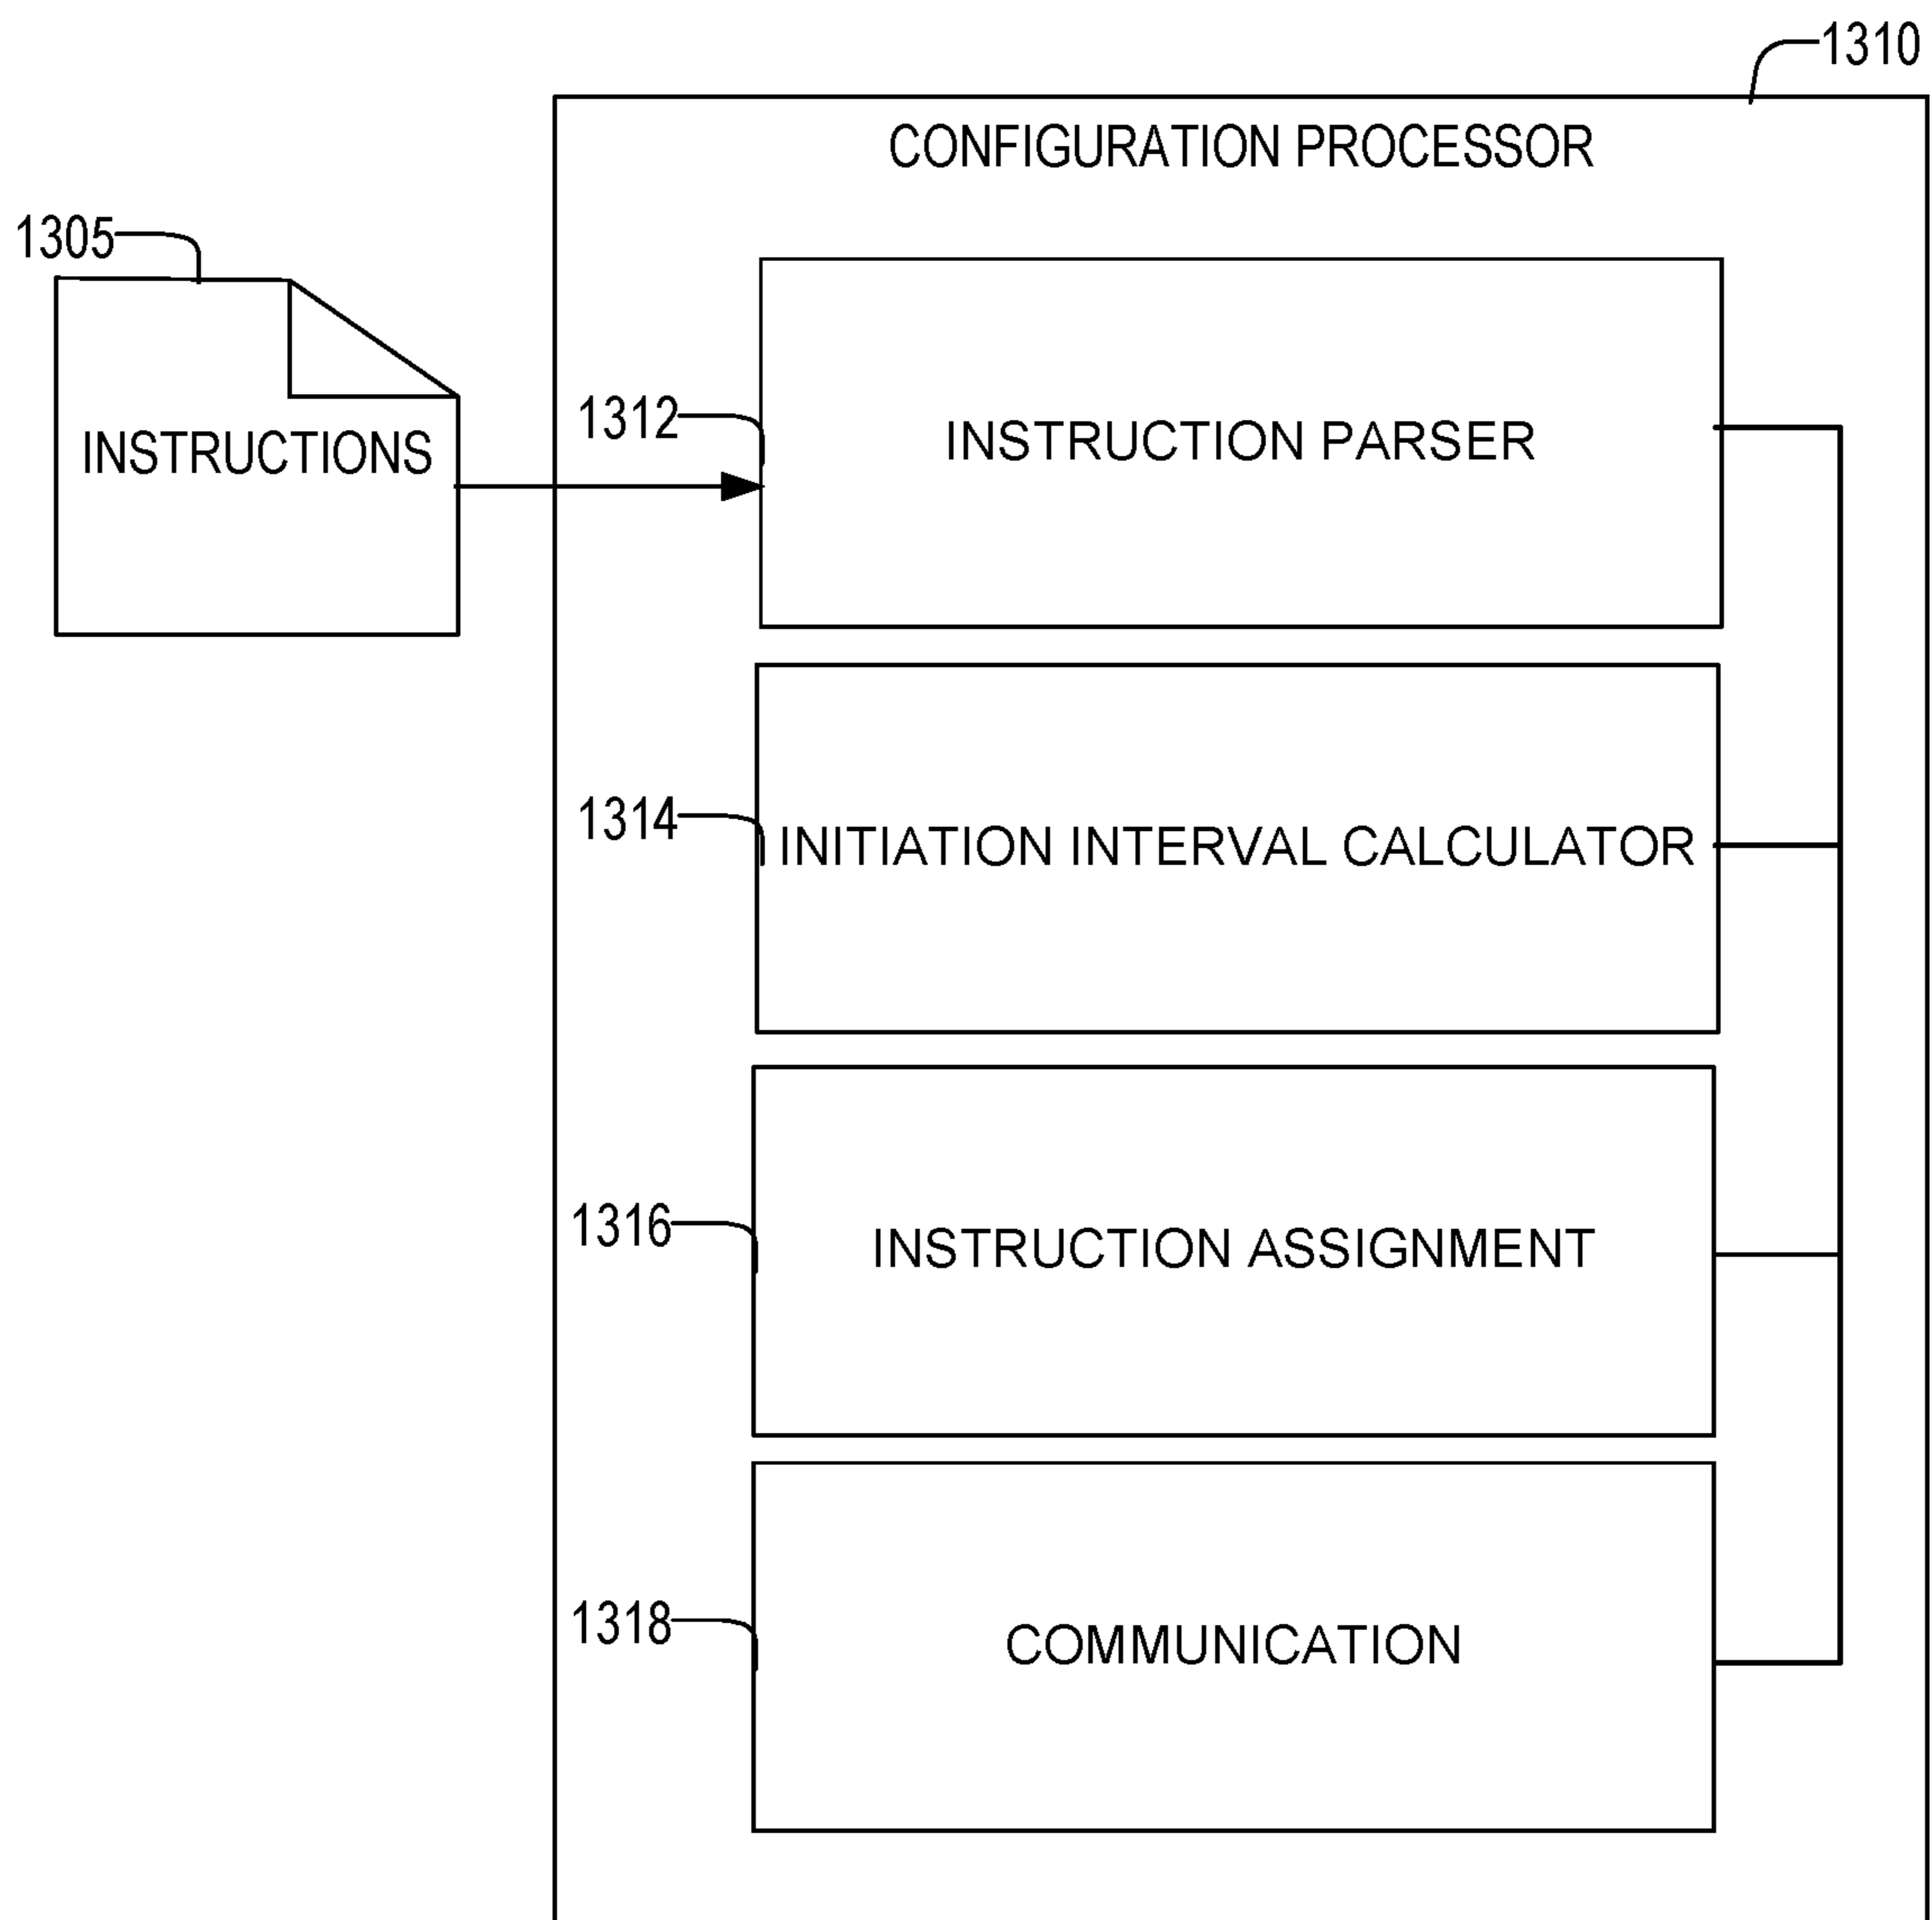 1310
CONFIGURATION PROCESSOR
1305
INSTRUCTIONS
1312
INSTRUCTION PARSER
1314
INITIATION INTERVAL CALCULATOR
1316
INSTRUCTION ASSIGNMENT
1318
COMMUNICATION